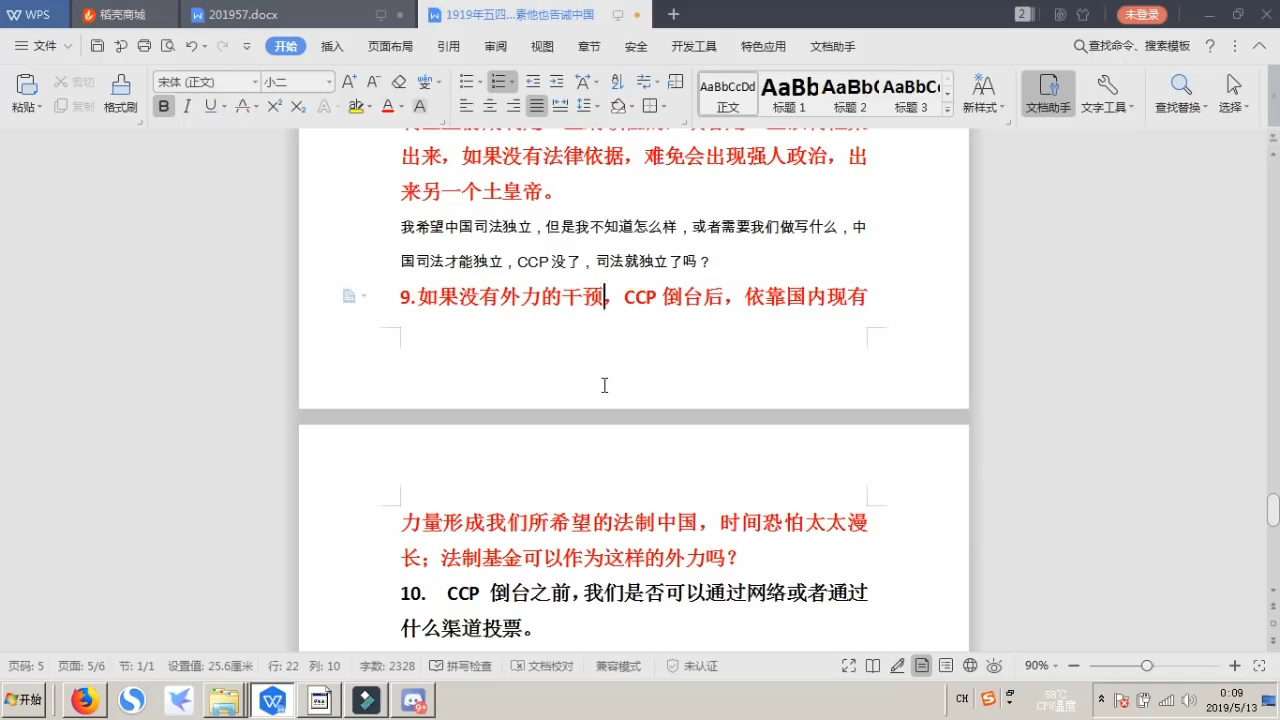 WPS 稻壳商城 201957.docx 1919年五四...素他也告诫中国 2 未登录
文件 开始 插入 页面布局 引用 审阅 视图 章节 安全 开发工具 特色应用 文档助手 查找命令、搜索模板
剪切 宋体 (正文) 小二 AaBbCcDd AaBb AaBb( AaBbC(
粘贴 复制 格式刷 正文 标题 1 标题 2 标题 3 新样式 文档助手 文字工具 查找替换 选择
出来，如果没有法律依据，难免会出现强人政治，出
来另一个土皇帝。
我希望中国司法独立，但是我不知道怎么样，或者需要我们做写什么，中
国司法才能独立，CCP 没了，司法就独立了吗？
9.如果没有外力的干预，CCP 倒台后，依靠国内现有
力量形成我们所希望的法制中国，时间恐怕太太漫
长；法制基金可以作为这样的外力吗？
10. CCP 倒台之前，我们是否可以通过网络或者通过
什么渠道投票。
页码: 5 页面: 5/6 节: 1/1 设置值: 25.6厘米 行: 22 列: 10 字数: 2328 拼写检查 文档校对 兼容模式 未认证 90%
开始 CH 58℃ CPU温度 0:09
2019/5/13